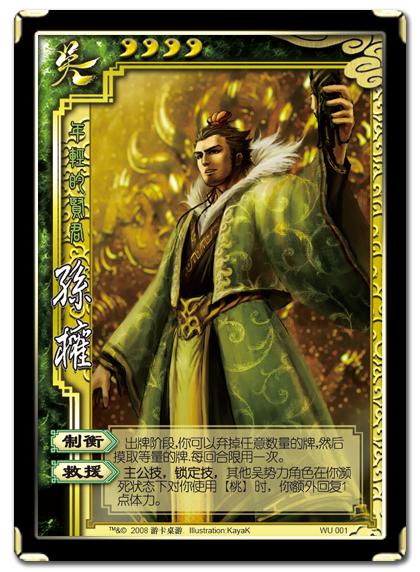 吴
年輕的賢君
孫權
制衡
出牌阶段,你可以弃掉任意数量的牌,然后
摸取等量的牌.每回合限用一次。
救援
主公技，锁定技，其他吴势力角色在你濒
死状态下对你使用【桃】时，你额外回复1
点体力。
™&© 2008 游卡桌游. Illustration:KayaK
WU 001